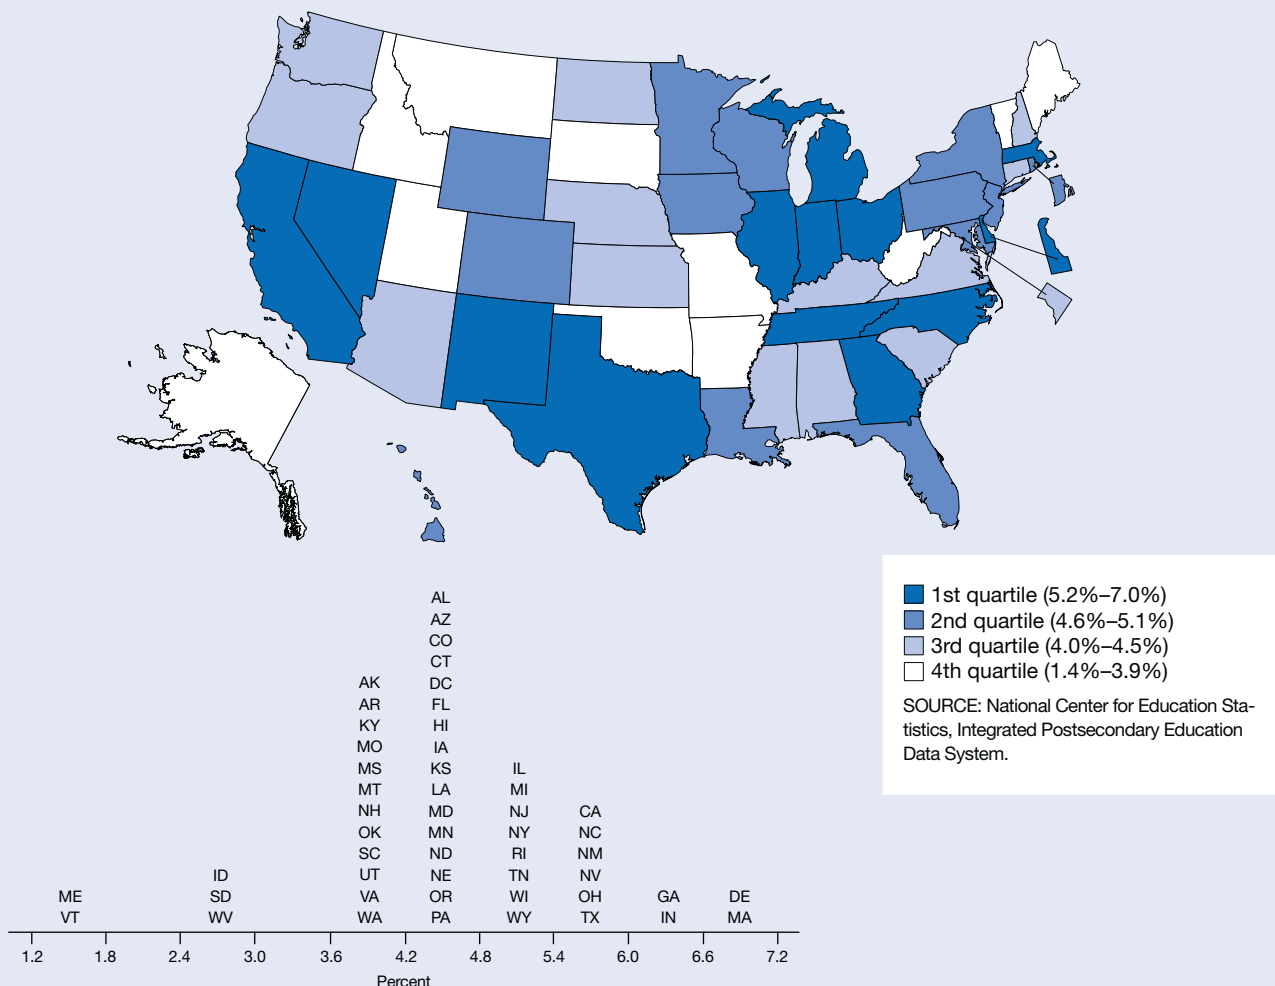 1st quartile (5.2%–7.0%)
2nd quartile (4.6%–5.1%)
3rd quartile (4.0%–4.5%)
4th quartile (1.4%–3.9%)
SOURCE: National Center for Education Sta-
tistics, Integrated Postsecondary Education
Data System.
AL
AZ
CO
CT
AK DC
AR FL
KY HI
MO IA
MS KS IL
MT LA MI
NH MD NJ CA
OK MN NY NC
SC ND RI NM
ID UT NE TN NV
ME SD VA OR WI OH GA DE
VT WV WA PA WY TX IN MA
1.2 1.8 2.4 3.0 3.6 4.2 4.8 5.4 6.0 6.6 7.2
Percent